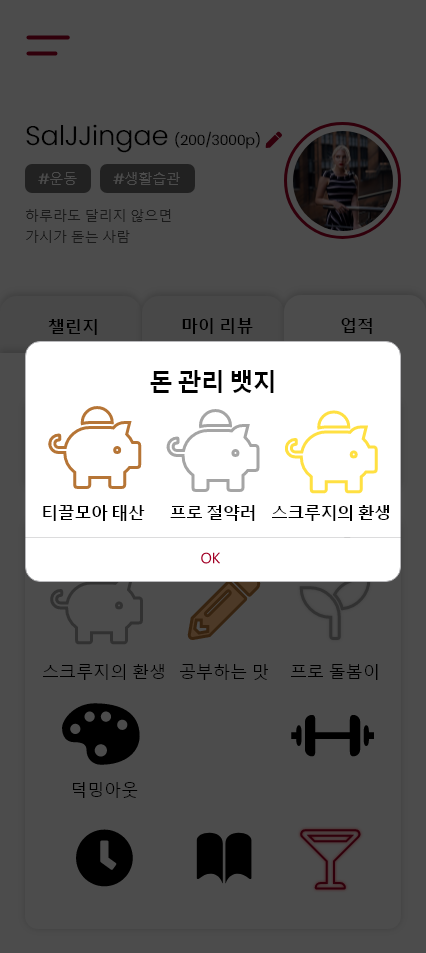 SalJJingae (200/3000p)
#운동 #생활습관
하루라도 달리지 않으면
가시가 돋는 사람
챌린지 마이 리뷰 업적
돈 관리 뱃지
티끌모아 태산 프로 절약러 스크루지의 환생
OK
스크루지의 환생 공부하는 맛 프로 돌봄이
덕밍아웃